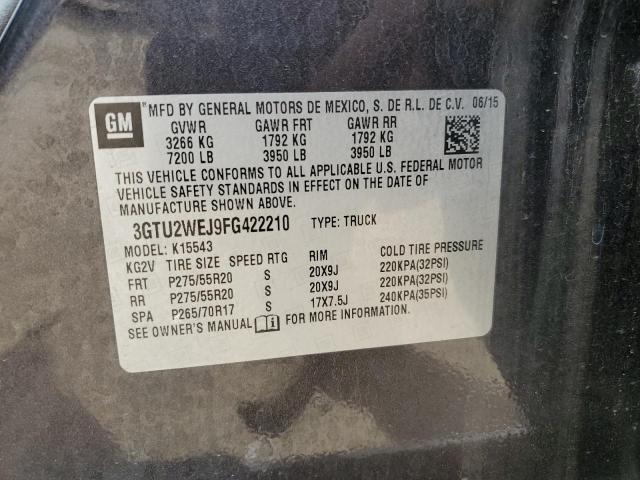 GM
MFD BY GENERAL MOTORS DE MEXICO, S. DE R.L. DE C.V. 06/15
GVWR GAWR FRT GAWR RR
3266 KG 1792 KG 1792 KG
7200 LB 3950 LB 3950 LB
THIS VEHICLE CONFORMS TO ALL APPLICABLE U.S. FEDERAL MOTOR
VEHICLE SAFETY STANDARDS IN EFFECT ON THE DATE OF
MANUFACTURE SHOWN ABOVE.
3GTU2WEJ9FG422210 TYPE: TRUCK
MODEL: K15543
KG2V TIRE SIZE SPEED RTG RIM COLD TIRE PRESSURE
FRT P275/55R20 S 20X9J 220KPA(32PSI)
RR P275/55R20 S 20X9J 220KPA(32PSI)
SPA P265/70R17 S 17X7.5J 240KPA(35PSI)
SEE OWNER'S MANUAL FOR MORE INFORMATION.